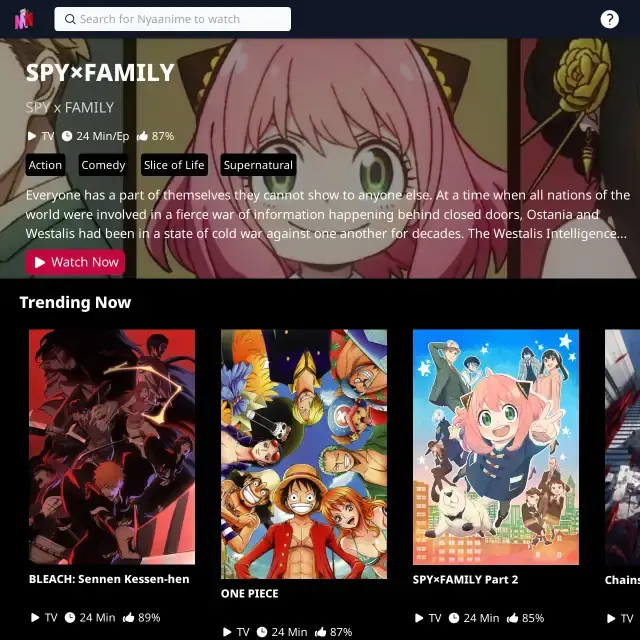 Search for Nyaanime to watch
?
SPY×FAMILY
SPY x FAMILY
TV 24 Min/Ep 87%
Action Comedy Slice of Life Supernatural
Everyone has a part of themselves they cannot show to anyone else. At a time when all nations of the
world were involved in a fierce war of information happening behind closed doors, Ostania and
Westalis had been in a state of cold war against one another for decades. The Westalis Intelligence...
Watch Now
Trending Now
BLEACH: Sennen Kessen-hen
TV 24 Min 89%
ONE PIECE
TV 24 Min 87%
SPY×FAMILY Part 2
TV 24 Min 85%
Chains
TV